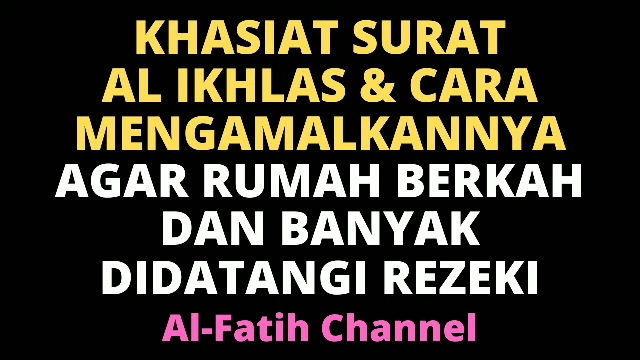 KHASIAT SURAT
AL IKHLAS & CARA
MENGAMALKANNYA
AGAR RUMAH BERKAH
DAN BANYAK
DIDATANGI REZEKI
Al-Fatih Channel